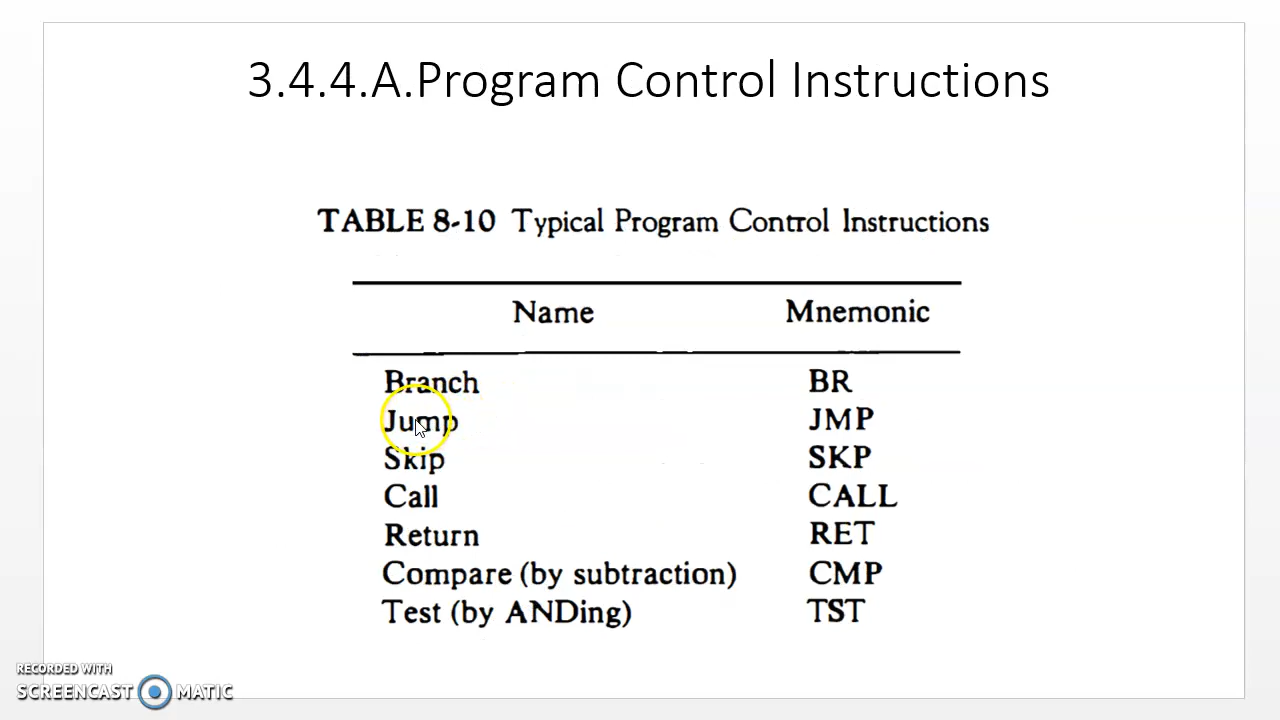 3.4.4.A.Program Control Instructions
TABLE 8-10 Typical Program Control Instructions
Name Mnemonic
Branch BR
Jump JMP
Skip SKP
Call CALL
Return RET
Compare (by subtraction) CMP
Test (by ANDing) TST
RECORDED WITH
SCREENCAST MATIC